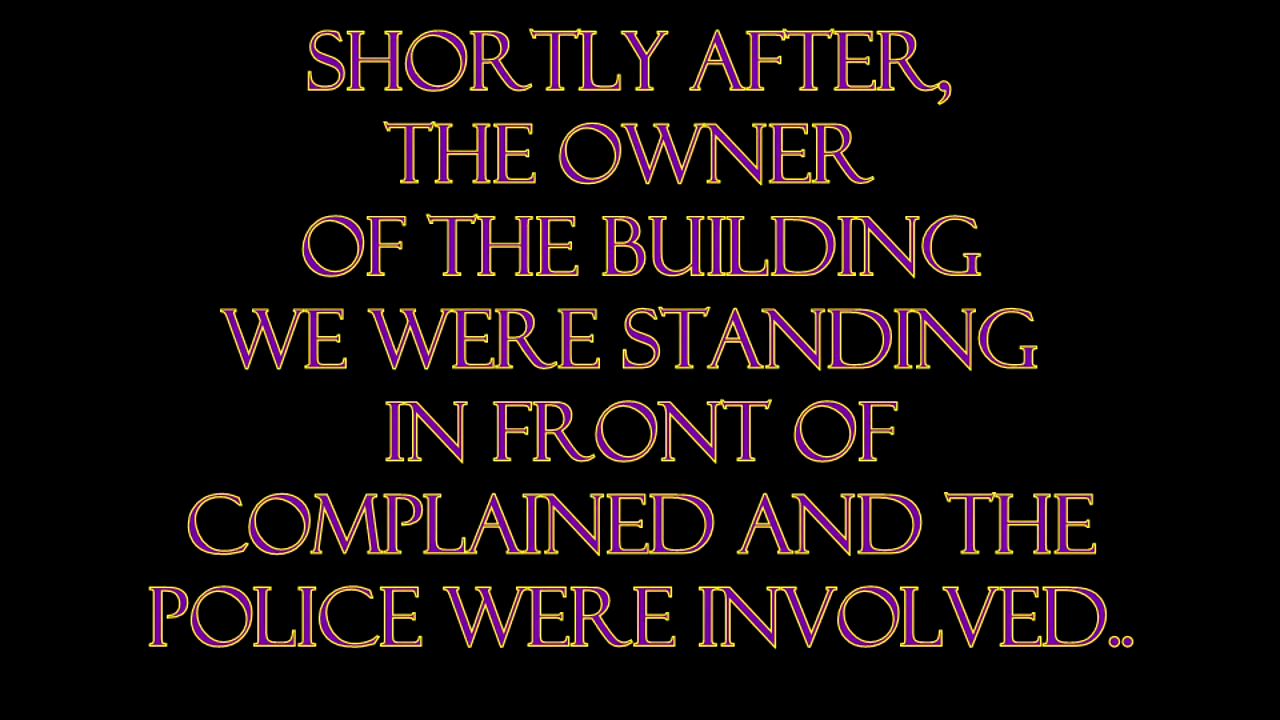 SHORTLY AFTER,
THE OWNER
OF THE BUILDING
WE WERE STANDING
IN FRONT OF
COMPLAINED AND THE
POLICE WERE INVOLVED..